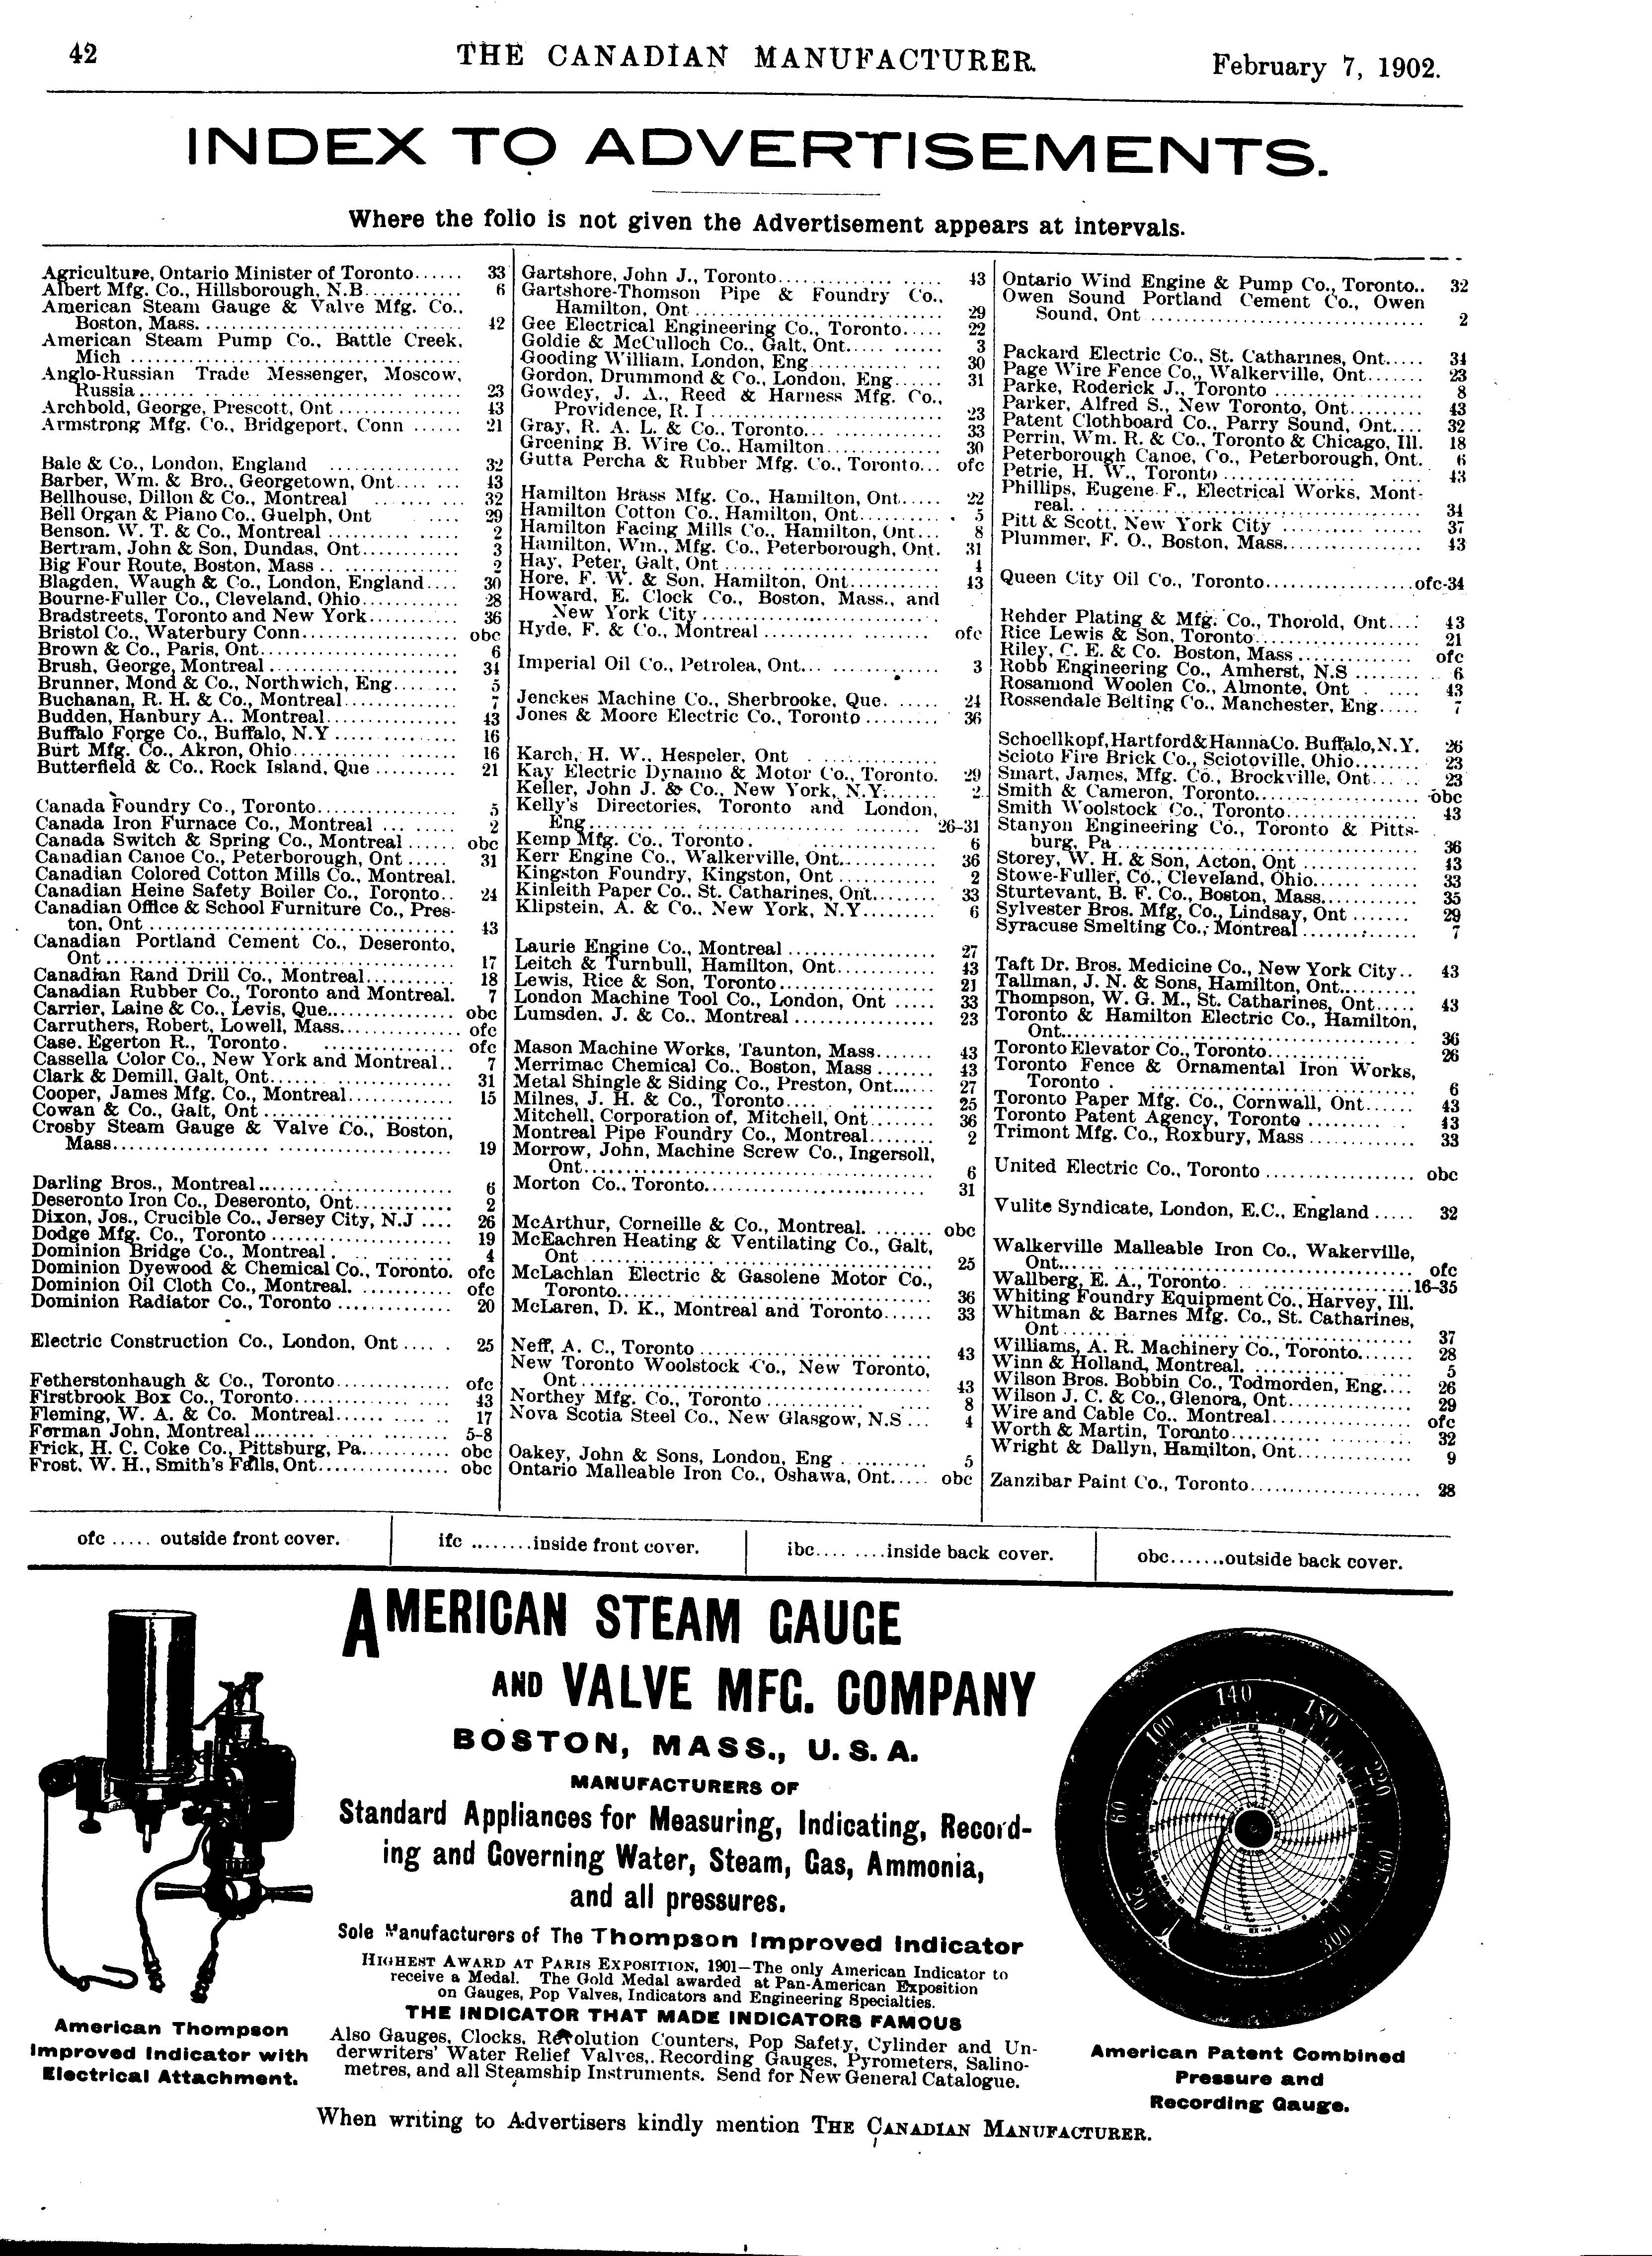 42
THE CANADIAN MANUFACTURER
February 7, 1902.
INDEX TO ADVERTISEMENTS.
Where the folio is not given the Advertisement appears at intervals.
Agriculture, Ontario Minister of Toronto...... 33
Albert Mfg. Co., Hillsborough, N.B............ 6
American Steam Gauge & Valve Mfg. Co.,
Boston, Mass................................ 42
American Steam Pump Co., Battle Creek,
Mich ........................................
Anglo-Russian Trade Messenger, Moscow,
Russia...................................... 23
Archbold, George, Prescott, Ont .............. 43
Armstrong Mfg. Co., Bridgeport, Conn ...... 21
Bale & Co., London, England ................ 32
Barber, Wm. & Bro., Georgetown, Ont........ 43
Bellhouse, Dillon & Co., Montreal ....... 32
Bell Organ & Piano Co., Guelph, Ont .... 29
Benson. W. T. & Co., Montreal ................ 2
Bertram, John & Son, Dundas, Ont............ 3
Big Four Route, Boston, Mass ................ 2
Blagden, Waugh & Co., London, England.... 30
Bourne-Fuller Co., Cleveland, Ohio............ 28
Bradstreets, Toronto and New York........... 36
Bristol Co., Waterbury Conn................... obc
Brown & Co., Paris, Ont........................ 6
Brush, George, Montreal ....................... 34
Brunner, Mond & Co., Northwich, Eng........ 5
Buchanan, R. H. & Co., Montreal.............. 7
Budden, Hanbury A.. Montreal................ 43
Buffalo Forge Co., Buffalo, N.Y ............... 16
Burt Mfg. Co., Akron, Ohio.................... 16
Butterfield & Co.. Rock Island, Que .......... 21
Canada Foundry Co., Toronto................. 5
Canada Iron Furnace Co., Montreal ... ...... 2
Canada Switch & Spring Co., Montreal ...... obc
Canadian Canoe Co., Peterborough, Ont ..... 31
Canadian Colored Cotton Mills Co., Montreal.
Canadian Heine Safety Boiler Co., Toronto.. 24
Canadian Office & School Furniture Co., Pres-
ton, Ont .................................... 43
Canadian Portland Cement Co., Deseronto,
Ont ......................................... 17
Canadian Rand Drill Co., Montreal........... 18
Canadian Rubber Co., Toronto and Montreal. 7
Carrier, Laine & Co., Levis, Que............... obc
Carruthers, Robert, Lowell, Mass.............. ofc
Case. Egerton R., Toronto. ................ ofc
Cassella Color Co., New York and Montreal.. 7
Clark & Demill, Galt, Ont...................... 31
Cooper, James Mfg. Co., Montreal............. 15
Cowan & Co., Galt, Ont .......................
Crosby Steam Gauge & Valve Co., Boston,
Mass........................................ 19
Darling Bros., Montreal........................ 6
Deseronto Iron Co., Deseronto, Ont............ 2
Dixon, Jos., Crucible Co., Jersey City, N.J .... 26
Dodge Mfg. Co., Toronto ...................... 19
Dominion Bridge Co., Montreal ............... 4
Dominion Dyewood & Chemical Co., Toronto. ofc
Dominion Oil Cloth Co., Montreal. ........... ofc
Dominion Radiator Co., Toronto .............. 20
Electric Construction Co., London, Ont ..... . 25
Fetherstonhaugh & Co., Toronto.............. ofc
Firstbrook Box Co., Toronto................... 43
Fleming, W. A. & Co. Montreal............... 17
Forman John, Montreal........................ 5-8
Frick, H. C. Coke Co., Pittsburg, Pa........... obc
Frost. W. H., Smith's Falls, Ont................ obc
Gartshore, John J., Toronto.................... 43
Gartshore-Thomson Pipe & Foundry Co.,
Hamilton, Ont .............................. 29
Gee Electrical Engineering Co., Toronto..... 22
Goldie & McCulloch Co., Galt, Ont............ 3
Gooding William, London, Eng................ 30
Gordon, Drummond & Co., London, Eng...... 31
Gowdey, J. A., Reed & Harness Mfg. Co.,
Providence, R. I ............................ 23
Gray, R. A. L. & Co., Toronto................. 33
Greening B. Wire Co., Hamilton.............. 30
Gutta Percha & Rubber Mfg. Co., Toronto... ofc
Hamilton Brass Mfg. Co., Hamilton, Ont..... 22
Hamilton Cotton Co., Hamilton, Ont.......... 5
Hamilton Facing Mills Co., Hamilton, Ont... 8
Hamilton, Wm., Mfg. Co., Peterborough, Ont. 31
Hay, Peter, Galt, Ont .......................... 4
Hore, F. W. & Son, Hamilton, Ont............ 43
Howard, E. Clock Co., Boston, Mass., and
New York City..............................
Hyde, F. & Co., Montreal ..................... ofc
Imperial Oil Co., Petrolea, Ont................ 3
Jenckes Machine Co., Sherbrooke, Que. ..... 24
Jones & Moore Electric Co., Toronto ......... 36
Karch, H. W., Hespeler, Ont ...............
Kay Electric Dynamo & Motor Co., Toronto. 29
Keller, John J. & Co., New York, N.Y....... 2
Kelly's Directories, Toronto and London,
Eng......................................... 26-31
Kemp Mfg. Co., Toronto. .............. 6
Kerr Engine Co., Walkerville, Ont............ 36
Kingston Foundry, Kingston, Ont ............ 2
Kinleith Paper Co., St. Catharines, Ont........ 33
Klipstein, A. & Co., New York, N.Y......... 6
Laurie Engine Co., Montreal .................. 27
Leitch & Turnbull, Hamilton, Ont............ 43
Lewis, Rice & Son, Toronto................... 21
London Machine Tool Co., London, Ont ..... 33
Lumsden. J. & Co.. Montreal ................. 23
Mason Machine Works, Taunton, Mass....... 43
Merrimac Chemical Co., Boston, Mass ....... 43
Metal Shingle & Siding Co., Preston, Ont...... 27
Milnes, J. H. & Co., Toronto................... 25
Mitchell, Corporation of, Mitchell, Ont........ 36
Montreal Pipe Foundry Co., Montreal........ 2
Morrow, John, Machine Screw Co., Ingersoll,
Ont.......................................... 6
Morton Co., Toronto........................... 31
McArthur, Corneille & Co., Montreal. ....... obc
McEachren Heating & Ventilating Co., Galt,
Ont ......................................... 25
McLachlan Electric & Gasolene Motor Co.,
Toronto..................................... 36
McLaren, D. K., Montreal and Toronto...... 33
Neff, A. C., Toronto ........................... 43
New Toronto Woolstock Co., New Toronto,
Ont ......................................... 43
Northey Mfg. Co., Toronto .................... 8
Nova Scotia Steel Co., New Glasgow, N.S ... 4
Oakey, John & Sons, London, Eng ........... 5
Ontario Malleable Iron Co., Oshawa, Ont..... obc
Ontario Wind Engine & Pump Co., Toronto.. 32
Owen Sound Portland Cement Co., Owen
Sound, Ont ................................. 2
Packard Electric Co., St. Catharines, Ont..... 34
Page Wire Fence Co., Walkerville, Ont....... 23
Parke, Roderick J., Toronto .................. 8
Parker, Alfred S., New Toronto, Ont......... 43
Patent Clothboard Co., Parry Sound, Ont.... 32
Perrin, Wm. R. & Co., Toronto & Chicago, Ill. 18
Peterborough Canoe, Co., Peterborough, Ont. 6
Petrie, H. W., Toronto ....................... 43
Phillips, Eugene F., Electrical Works, Mont-
real.......................................... 34
Pitt & Scott, New York City ................. 37
Plummer, F. O., Boston, Mass................. 43
Queen City Oil Co., Toronto..................ofc-34
Rehder Plating & Mfg. Co., Thorold, Ont.... 43
Rice Lewis & Son, Toronto.................... 21
Riley, C. E. & Co. Boston, Mass .............. ofc
Robb Engineering Co., Amherst, N.S ........ 6
Rosamond Woolen Co., Almonte, Ont . .... 43
Rossendale Belting Co., Manchester, Eng..... 7
Schoellkopf, Hartford & Hanna Co. Buffalo, N.Y. 26
Scioto Fire Brick Co., Sciotoville, Ohio........ 23
Smart, James, Mfg. Co., Brockville, Ont...... 23
Smith & Cameron, Toronto.................... obc
Smith Woolstock Co., Toronto................ 43
Stanyon Engineering Co., Toronto & Pitts-
burg, Pa .................................... 36
Storey, W. H. & Son, Acton, Ont ............. 43
Stowe-Fuller, Co., Cleveland, Ohio............ 33
Sturtevant, B. F. Co., Boston, Mass............ 35
Sylvester Bros. Mfg. Co., Lindsay, Ont ....... 29
Syracuse Smelting Co., Montreal.............. 7
Taft Dr. Bros. Medicine Co., New York City.. 43
Tallman, J. N. & Sons, Hamilton, Ont.........
Thompson, W. G. M., St. Catharines, Ont..... 43
Toronto & Hamilton Electric Co., Hamilton,
Ont.......................................... 36
Toronto Elevator Co., Toronto................. 26
Toronto Fence & Ornamental Iron Works,
Toronto .................................... 6
Toronto Paper Mfg. Co., Cornwall, Ont...... 43
Toronto Patent Agency, Toronto ............ 43
Trimont Mfg. Co., Roxbury, Mass ............ 33
United Electric Co., Toronto .................. obc
Vulite Syndicate, London, E.C., England ..... 32
Walkerville Malleable Iron Co., Wakerville,
Ont.......................................... ofc
Wallberg, E. A., Toronto......................16-35
Whiting Foundry Equipment Co., Harvey, Ill.
Whitman & Barnes Mfg. Co., St. Catharines,
Ont ......................................... 37
Williams, A. R. Machinery Co., Toronto....... 28
Winn & Holland, Montreal. ................... 5
Wilson Bros. Bobbin Co., Todmorden, Eng.... 26
Wilson J. C. & Co., Glenora, Ont.............. 29
Wire and Cable Co.. Montreal................. ofc
Worth & Martin, Toronto...................... 32
Wright & Dallyn, Hamilton, Ont.............. 9
Zanzibar Paint Co., Toronto.................... 28
ofc ..... outside front cover.
ifc ........inside front cover.
ibc.... ....inside back cover.
obc.......outside back cover.
AMERICAN STEAM GAUGE
AND VALVE MFG. COMPANY
BOSTON, MASS., U. S. A.
MANUFACTURERS OF
Standard Appliances for Measuring, Indicating, Record-
ing and Governing Water, Steam, Gas, Ammonia,
and all pressures.
Sole Manufacturers of The Thompson Improved Indicator
HIGHEST AWARD AT PARIS EXPOSITION, 1901—The only American Indicator to
receive a Medal. The Gold Medal awarded at Pan-American Exposition
on Gauges, Pop Valves, Indicators and Engineering Specialties.
THE INDICATOR THAT MADE INDICATORS FAMOUS
Also Gauges, Clocks, Revolution Counters, Pop Safety, Cylinder and Un-
derwriters' Water Relief Valves, Recording Gauges, Pyrometers, Salino-
metres, and all Steamship Instruments. Send for New General Catalogue.
American Thompson
Improved Indicator with
Electrical Attachment.
20
60
100
140
180
220
260
300
American Patent Combined
Pressure and
Recording Gauge.
When writing to Advertisers kindly mention THE CANADIAN MANUFACTURER.